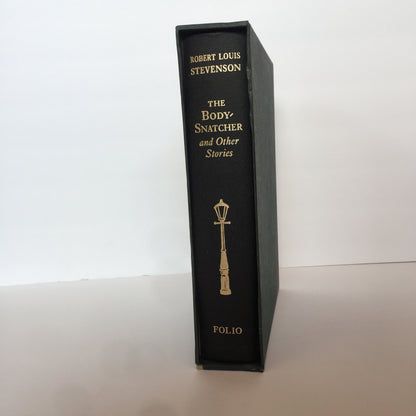 ROBERT LOUIS
STEVENSON
THE
BODY-
SNATCHER
and Other
Stories
FOLIO